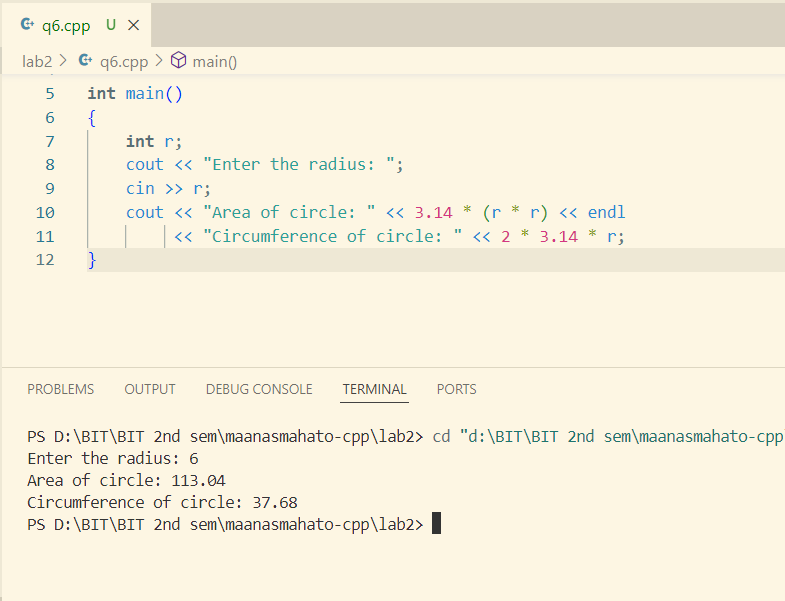 q6.cpp U
lab2 > q6.cpp > main()
5 int main()
6 {
7 int r;
8 cout << "Enter the radius: ";
9 cin >> r;
10 cout << "Area of circle: " << 3.14 * (r * r) << endl
11 << "Circumference of circle: " << 2 * 3.14 * r;
12 }
PROBLEMS OUTPUT DEBUG CONSOLE TERMINAL PORTS
PS D:\BIT\BIT 2nd sem\maanasmahato-cpp\lab2> cd "d:\BIT\BIT 2nd sem\maanasmahato-cpp
Enter the radius: 6
Area of circle: 113.04
Circumference of circle: 37.68
PS D:\BIT\BIT 2nd sem\maanasmahato-cpp\lab2>